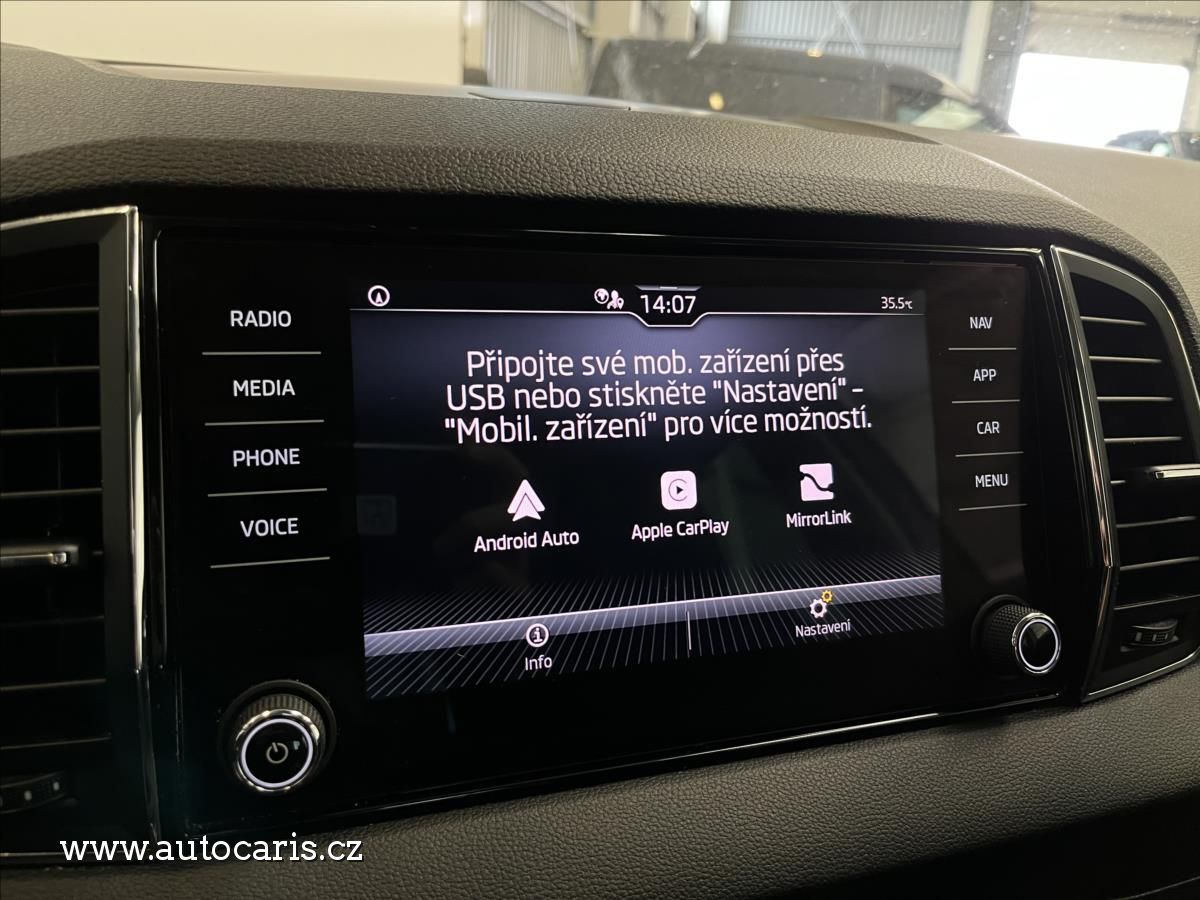 14:07
35.5°C
RADIO
MEDIA
PHONE
VOICE
Připojte své mob. zařízení přes
USB nebo stiskněte "Nastavení" –
"Mobil. zařízení" pro více možností.
Android Auto
Apple CarPlay
MirrorLink
Info
Nastavení
NAV
APP
CAR
MENU
www.autocaris.cz